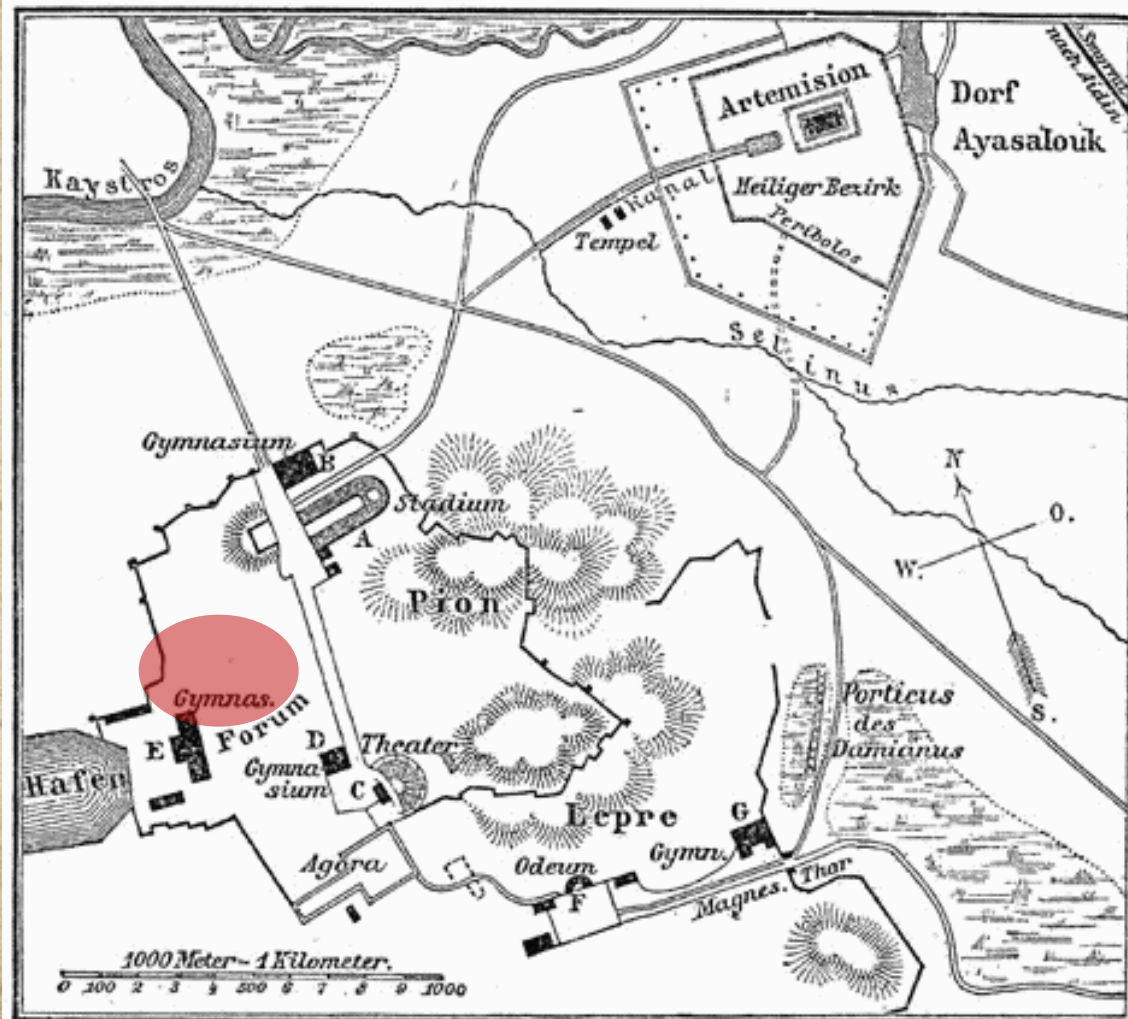 Smyrna
nach Aidin
Artemision
Dorf
Ayasalouk
Kaystros
Kanal
Heiliger Bezirk
Tempel
Peribolos
Selinus
Gymnasium
B
Stadium
A
N
O.
W.
S.
Pion
Gymnas.
Forum
E
D
Theater
Gymna-
sium
C
Hafen
Porticus
des
Damianus
Lepre
G
Gymn.
Agora
Odeum
F
Magnes. Thor
1000 Meter = 1 Kilometer.
0 100 2 3 4 500 6 7 8 9 1000